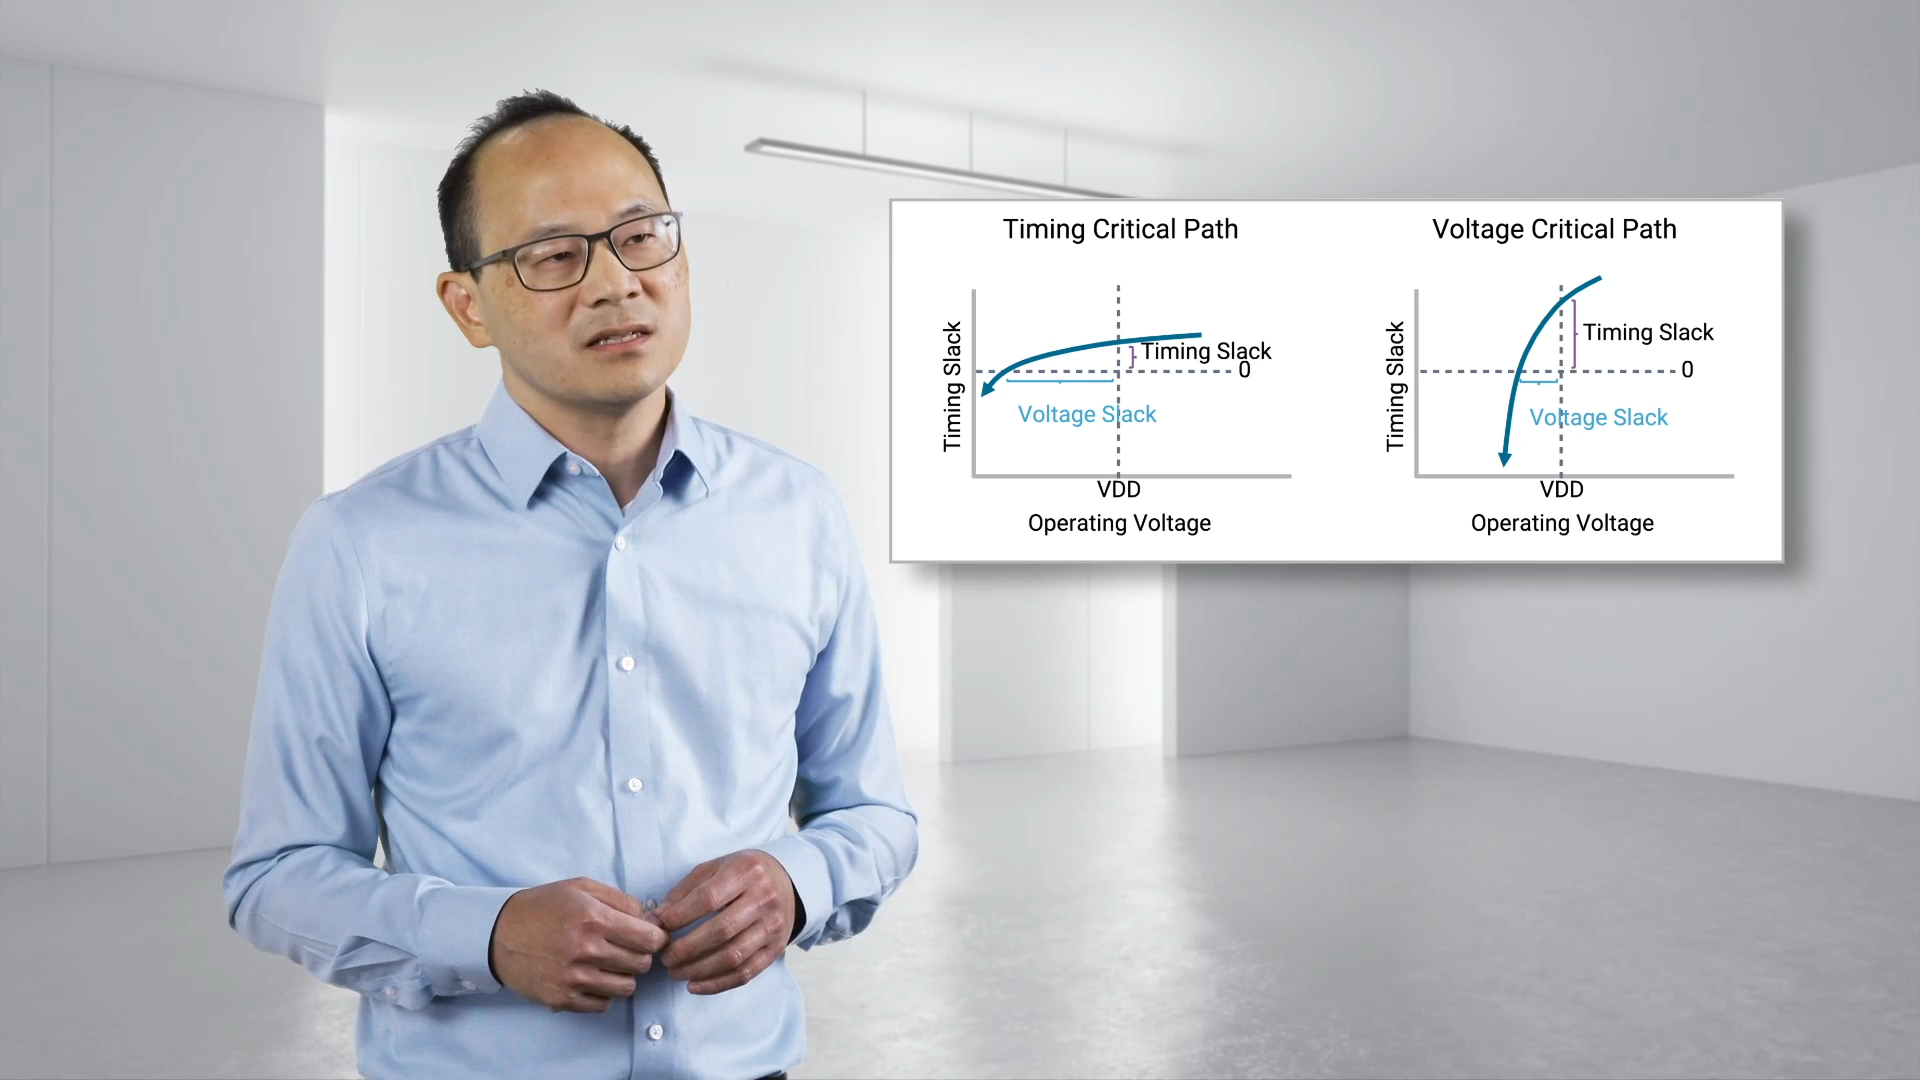 Timing Critical Path
Timing Slack
Timing Slack
0
Voltage Slack
VDD
Operating Voltage
Voltage Critical Path
Timing Slack
Timing Slack
0
Voltage Slack
VDD
Operating Voltage